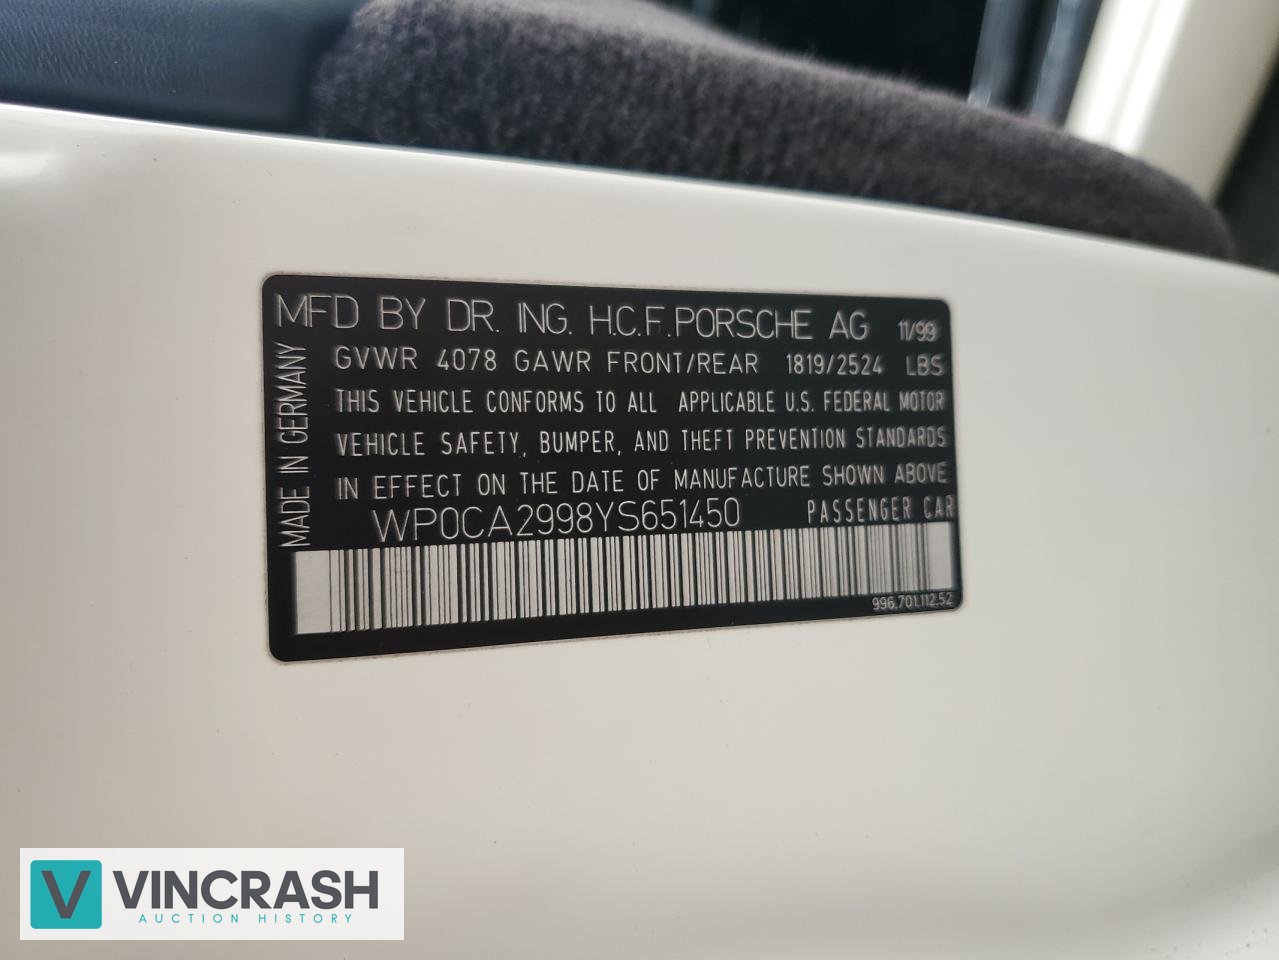 MFD BY DR. ING. H.C.F. PORSCHE AG 11/99
GVWR 4078 GAWR FRONT/REAR 1819/2524 LBS
THIS VEHICLE CONFORMS TO ALL APPLICABLE U.S. FEDERAL MOTOR
VEHICLE SAFETY, BUMPER, AND THEFT PREVENTION STANDARDS
IN EFFECT ON THE DATE OF MANUFACTURE SHOWN ABOVE
WP0CA2998YS651450 PASSENGER CAR
996.701.112.52
MADE IN GERMANY
V VINCRASH
AUCTION HISTORY